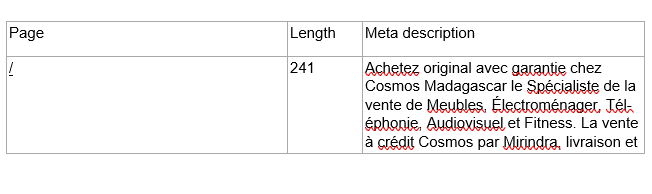 Page Length Meta description
/ 241 Achetez original avec garantie chez
Cosmos Madagascar le Spécialiste de la
vente de Meubles, Électroménager, Tél-
éphonie, Audiovisuel et Fitness. La vente
à crédit Cosmos par Mirindra, livraison et